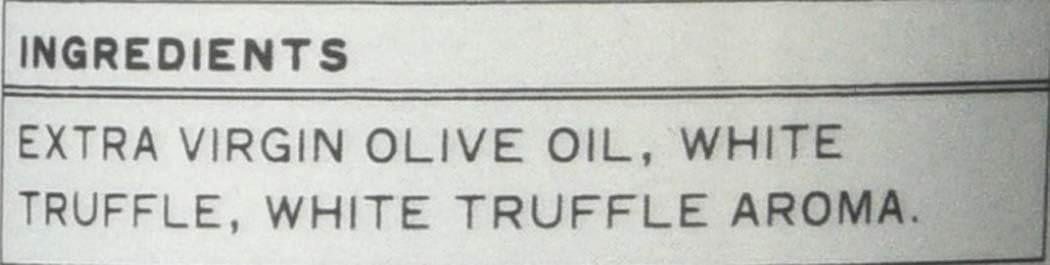 INGREDIENTS
EXTRA VIRGIN OLIVE OIL, WHITE
TRUFFLE, WHITE TRUFFLE AROMA.